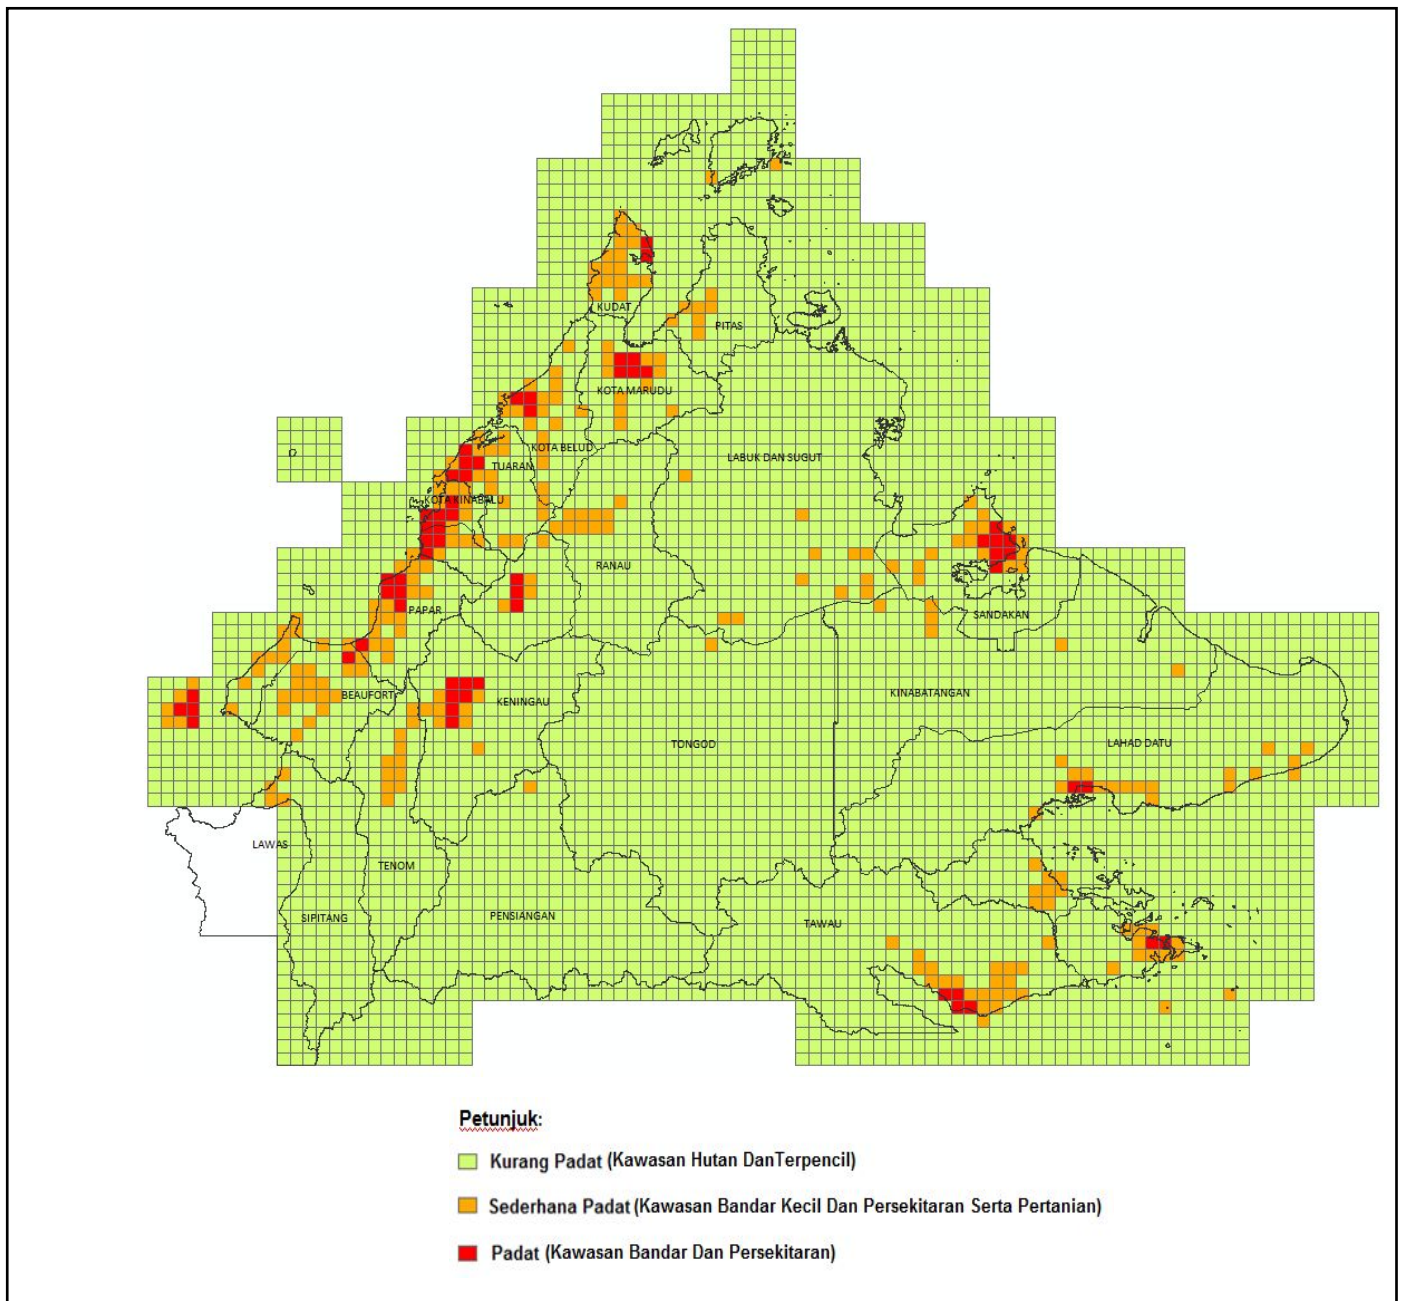 KUDAT
PITAS
KOTA MARUDU
KOTA BELUD
LABUK DAN SUGUT
TUARAN
KOTA KINABALU
RANAU
PAPAR
SANDAKAN
BEAUFORT
KENINGAU
KINABATANGAN
TONGOD
LAHAD DATU
LAWAS
TENOM
SIPITANG
PENSIANGAN
TAWAU
Petunjuk:
Kurang Padat (Kawasan Hutan DanTerpencil)
Sederhana Padat (Kawasan Bandar Kecil Dan Persekitaran Serta Pertanian)
Padat (Kawasan Bandar Dan Persekitaran)